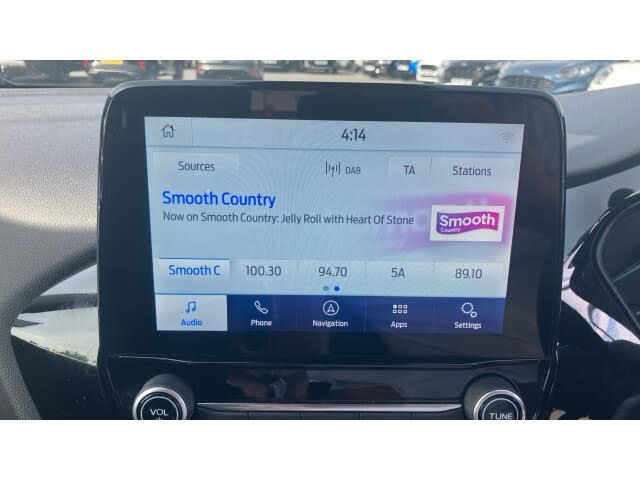 4:14
Sources
DAB
TA
Stations
Smooth Country
Now on Smooth Country: Jelly Roll with Heart Of Stone
Smooth
Country
Smooth C
100.30
94.70
5A
89.10
Audio
Phone
Navigation
Apps
Settings
VOL
TUNE